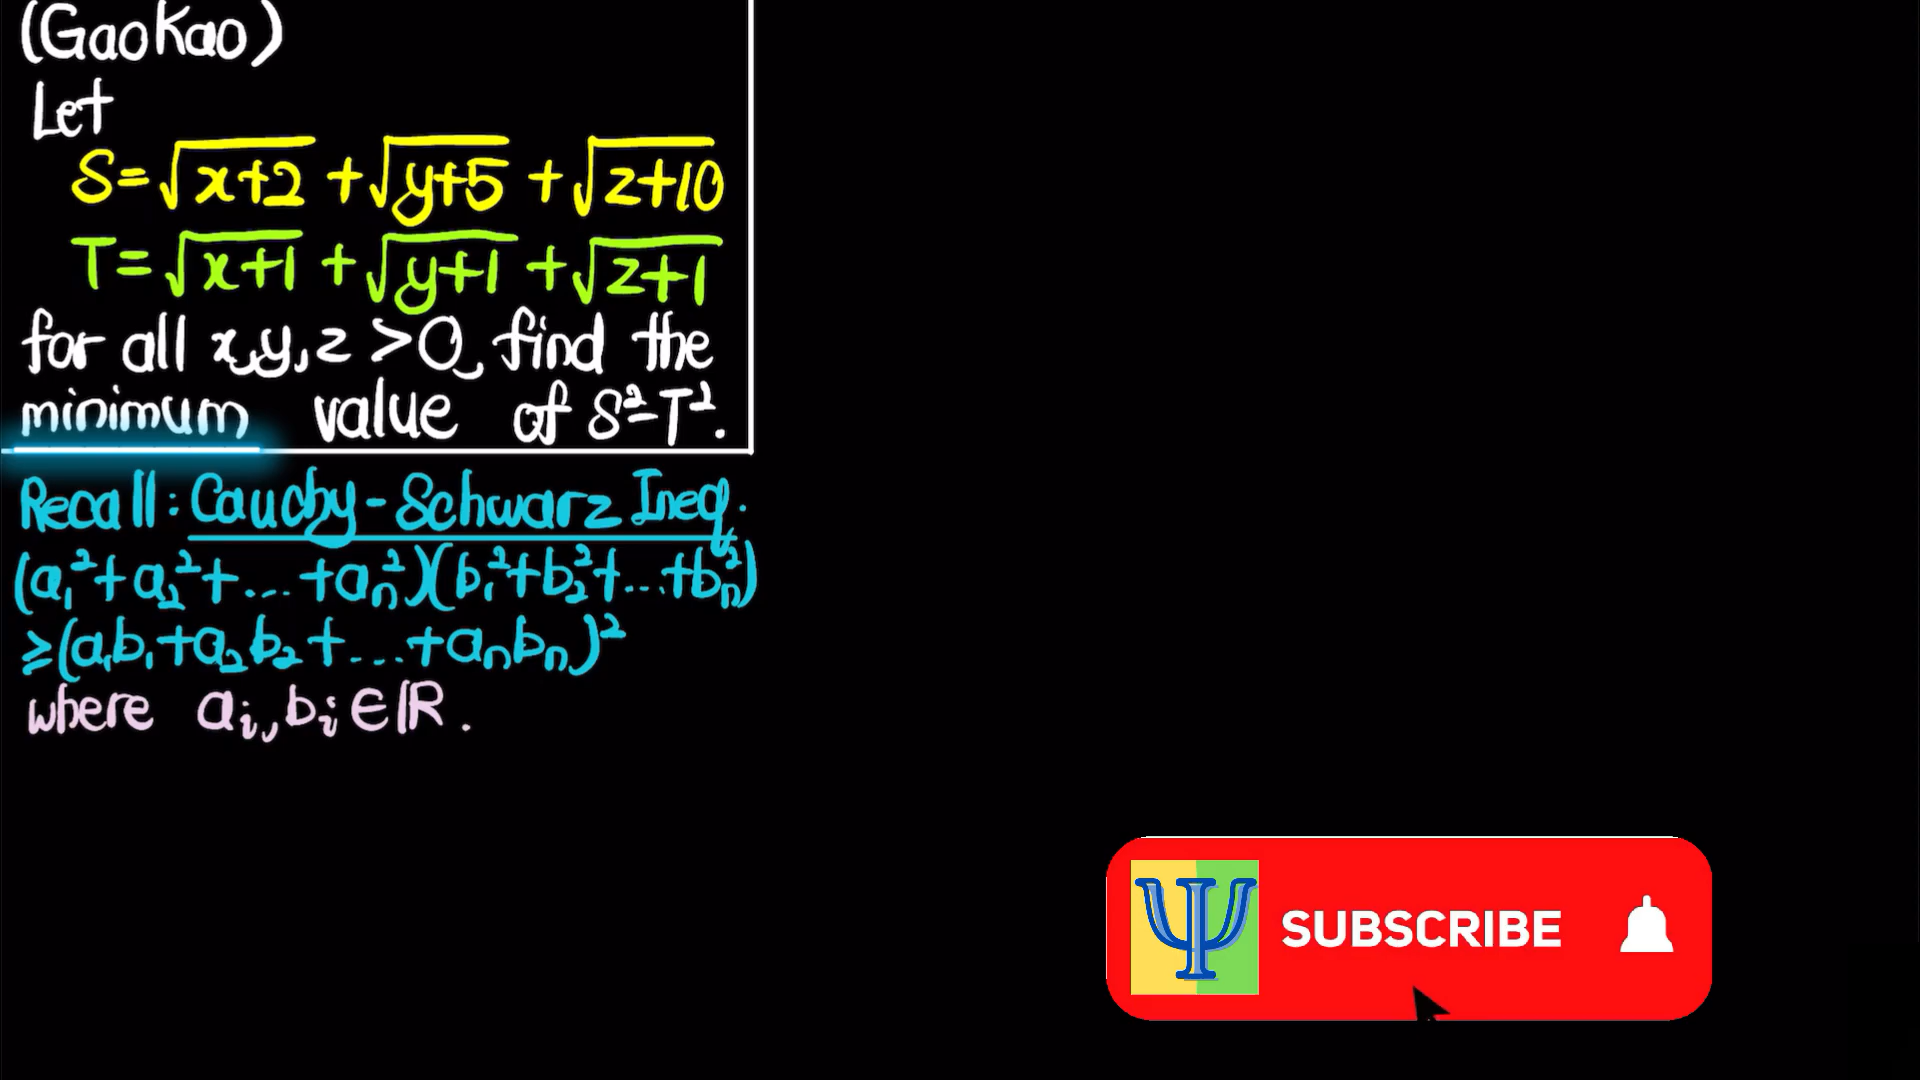 (GaoKao)
Let
S=√x+2 +√y+5 +√z+10
T=√x+1 +√y+1 +√z+1
for all x,y,z >0, find the
minimum value of S²-T².
Recall: Cauchy-Schwarz Ineq.
(a₁²+a₂²+...+aₙ²)(b₁²+b₂²+...+bₙ²)
≥(a₁b₁+a₂b₂+...+aₙbₙ)²
where aᵢ,bᵢ∈ℝ.
Ψ SUBSCRIBE